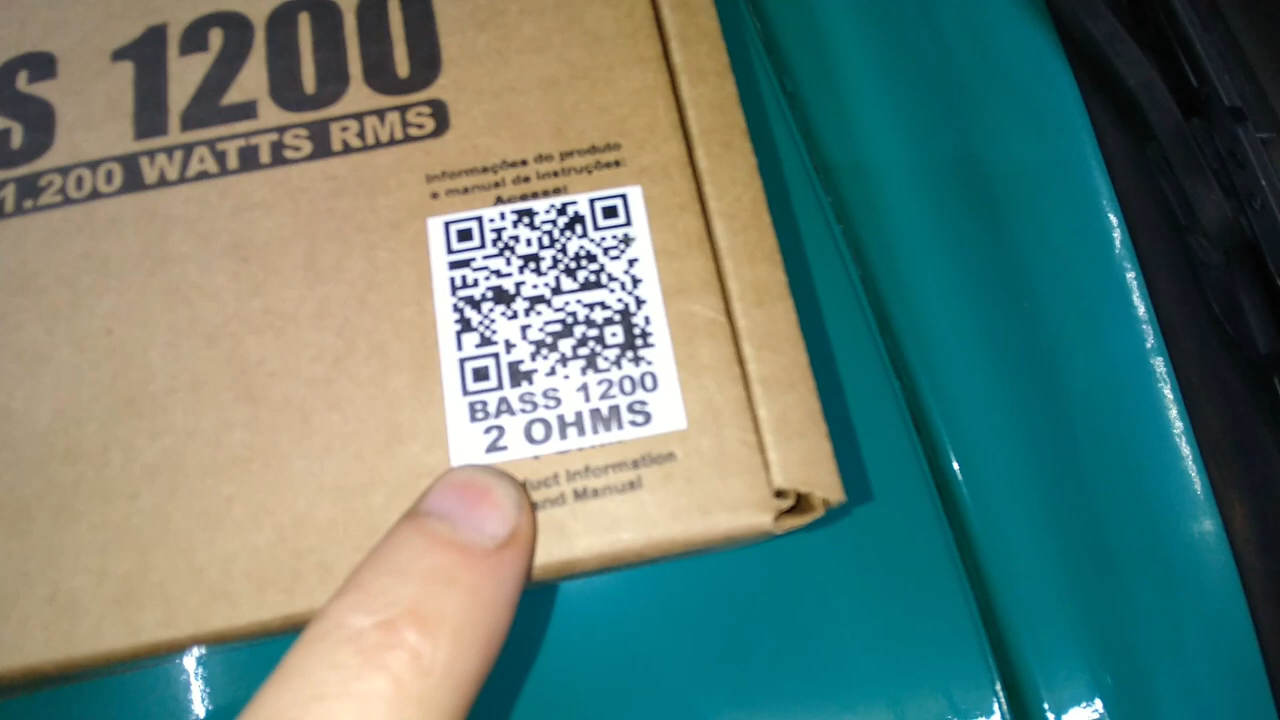 S 1200
1.200 WATTS RMS
Informações do produto
e manual de instruções:
Acesse!
BASS 1200
2 OHMS
uct Information
and Manual